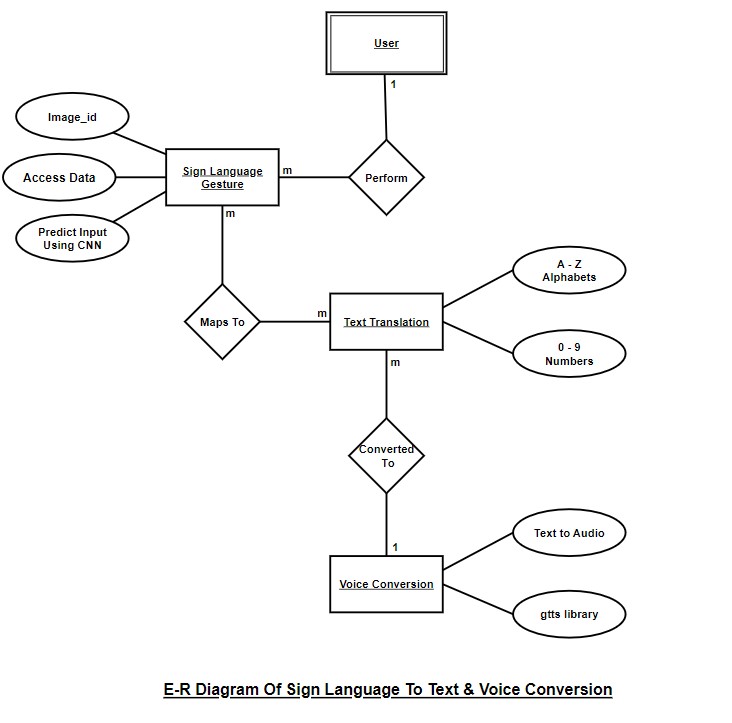 User
1
Image_id
Sign Language
Gesture
m
Perform
Access Data
m
Predict Input
Using CNN
A - Z
Alphabets
Maps To
m
Text Translation
0 - 9
Numbers
m
Converted
To
1
Text to Audio
Voice Conversion
gtts library
E-R Diagram Of Sign Language To Text & Voice Conversion